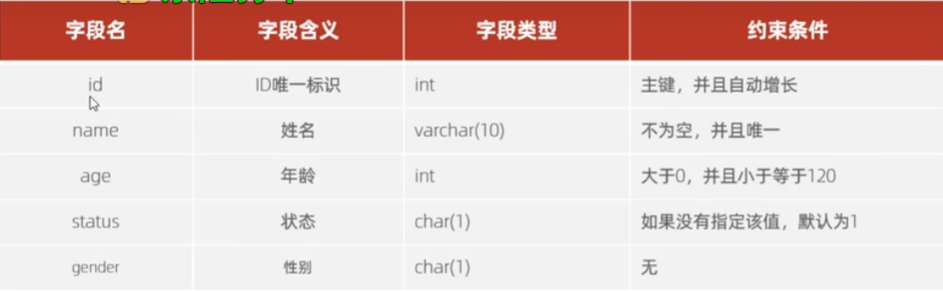 字段名 字段含义 字段类型 约束条件
id ID唯一标识 int 主键，并且自动增长
name 姓名 varchar(10) 不为空，并且唯一
age 年龄 int 大于0，并且小于等于120
status 状态 char(1) 如果没有指定该值，默认为1
gender 性别 char(1) 无